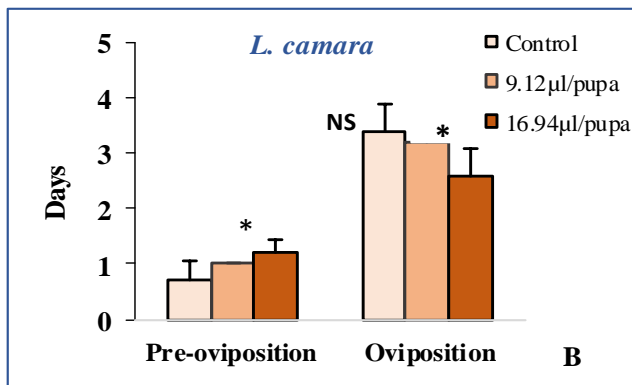 L. camara
Control
9.12µl/pupa
16.94µl/pupa
Days
5
4
3
2
1
0
NS
*
*
Pre-oviposition
Oviposition
B